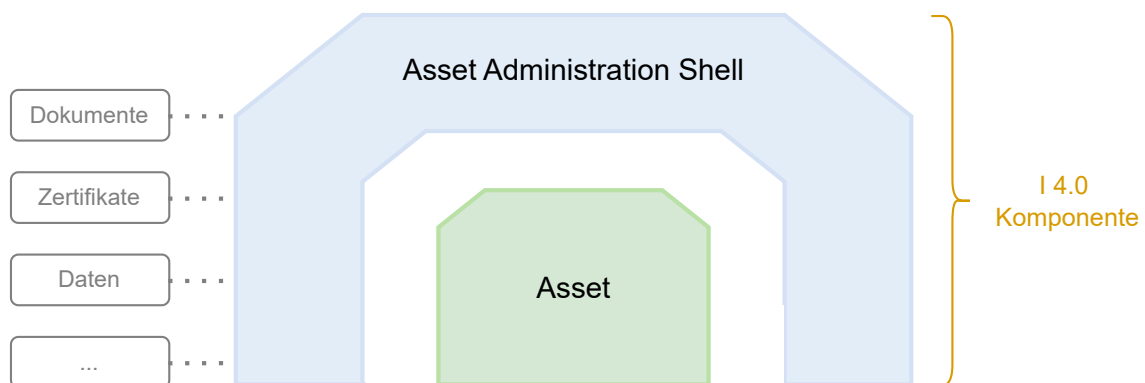 Asset Administration Shell
Dokumente
Zertifikate
Daten
...
Asset
I 4.0
Komponente